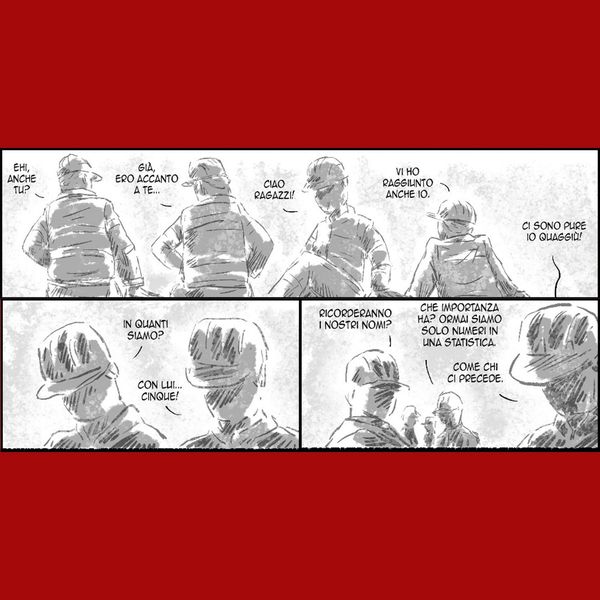 EHI,
ANCHE
TU?
GIÀ,
ERO ACCANTO
A TE...
CIAO
RAGAZZI!
VI HO
RAGGIUNTO
ANCHE IO.
CI SONO PURE
IO QUAGGIÙ!
IN QUANTI
SIAMO?
CON LUI...
CINQUE!
RICORDERANNO
I NOSTRI NOMI?
CHE IMPORTANZA
HA? ORMAI SIAMO
SOLO NUMERI IN
UNA STATISTICA.
COME CHI
CI PRECEDE.